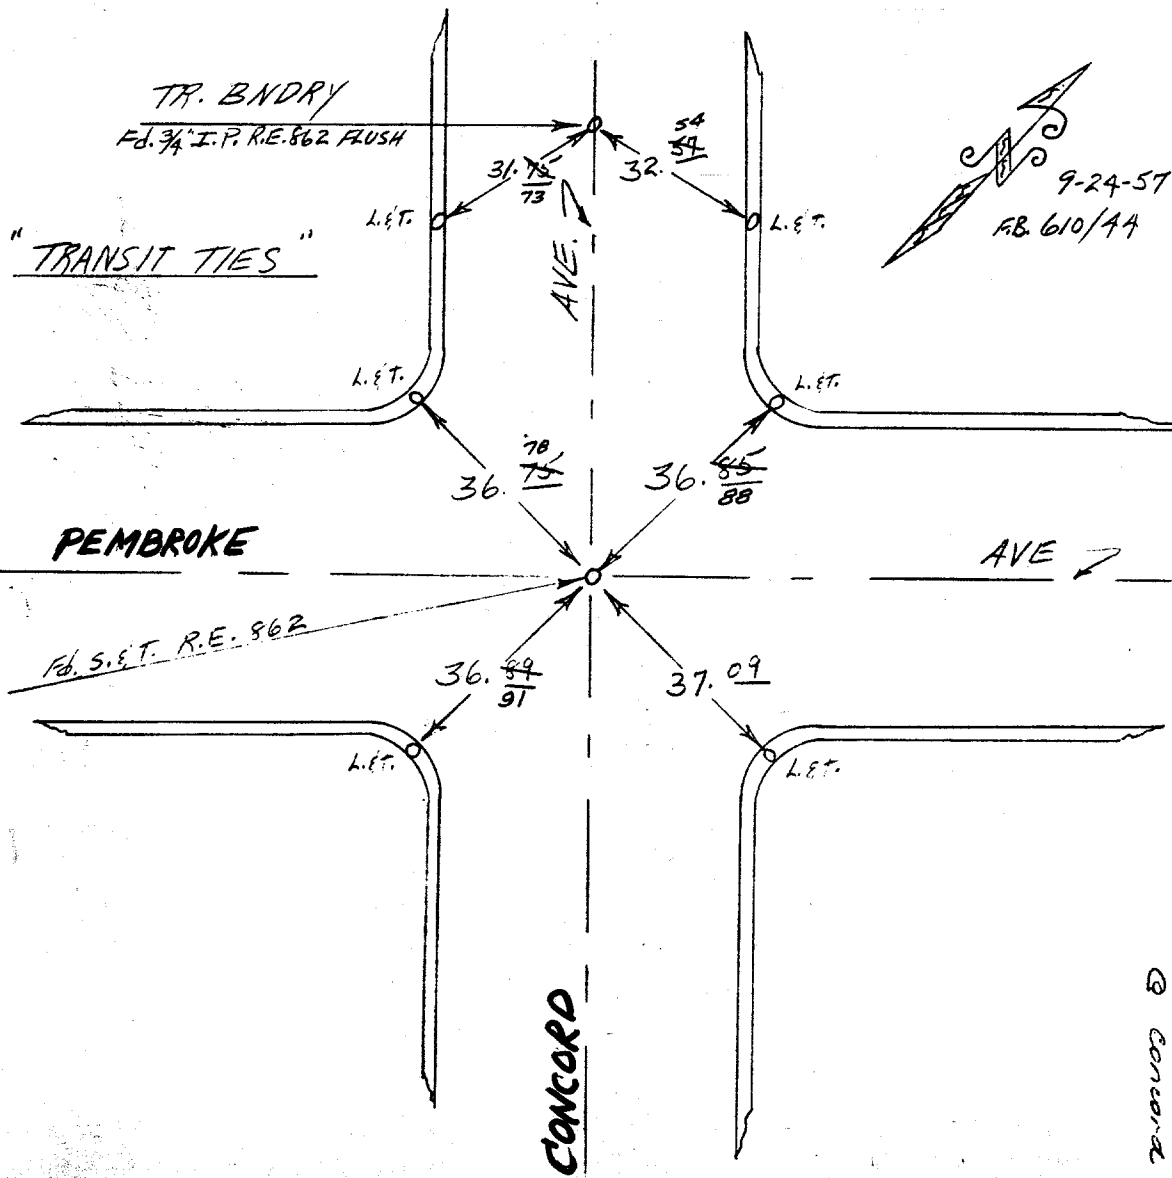 TR. BNDRY
Fd. 3/4" I.P. R.E. 862 FLUSH
"TRANSIT TIES"
31.75
73
54
32.54
9-24-57
F.B. 610/44
L.&T.
L.&T.
AVE.
L.&T.
L.&T.
78
36.75
36.85
88
PEMBROKE
AVE
Fd. S.&T. R.E. 862
36.89
91
37.09
L.&T.
L.&T.
CONCORD
@ Concord